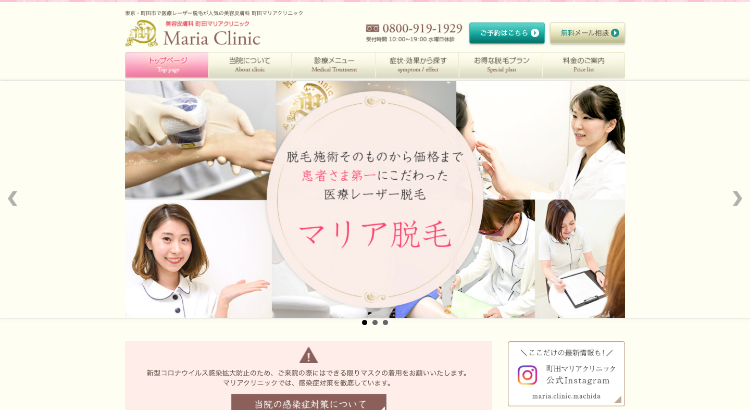 東京・町田市で医療レーザー脱毛が人気の美容皮膚科 町田マリアクリニック
美容皮膚科 町田マリアクリニック
Maria Clinic
0800-919-1929
受付時間 10:00〜19:00 水曜日休診
ご予約はこちら
無料メール相談
トップページ
Top page
当院について
About clinic
診療メニュー
Medical Treatment
症状・効果から探す
symptom / effect
お得な脱毛プラン
Special plan
料金のご案内
Price list
脱毛施術そのものから価格まで
患者さま第一にこだわった
医療レーザー脱毛
マリア脱毛
新型コロナウイルス感染拡大防止のため、ご来院の際にはできる限りマスクの着用をお願いいたします。
マリアクリニックでは、感染症対策を徹底しています。
当院の感染症対策について
＼ここだけの最新情報も！／
町田マリアクリニック
公式Instagram
maria.clinic.machida